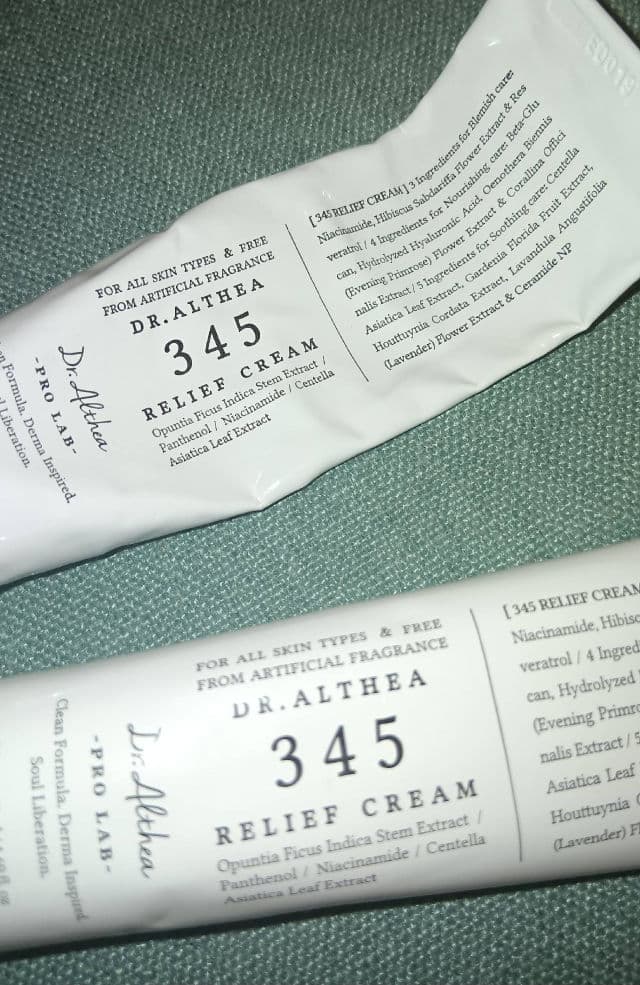 E0018
[ 345 RELIEF CREAM ] 3 Ingredients for Blemish care:
Niacinamide, Hibiscus Sabdariffa Flower Extract & Res
veratrol / 4 Ingredients for Nourishing care: Beta-Glu
can, Hydrolyzed Hyaluronic Acid, Oenothera Biennis
(Evening Primrose) Flower Extract & Corallina Offici
nalis Extract / 5 Ingredients for Soothing care: Centella
Asiatica Leaf Extract, Gardenia Florida Fruit Extract,
Houttuynia Cordata Extract, Lavandula Angustifolia
(Lavender) Flower Extract & Ceramide NP
FOR ALL SKIN TYPES & FREE
FROM ARTIFICIAL FRAGRANCE
DR.ALTHEA
345
RELIEF CREAM
Opuntia Ficus Indica Stem Extract /
Panthenol / Niacinamide / Centella
Asiatica Leaf Extract
Dr.Althea
-PRO LAB-
Formula. Derma Inspired.
Liberation.
[ 345 RELIEF CREAM
Niacinamide, Hibisc
veratrol / 4 Ingred
can, Hydrolyzed
(Evening Primro
nalis Extract / 5
Asiatica Leaf
Houttuynia
(Lavender) Fl
FOR ALL SKIN TYPES & FREE
FROM ARTIFICIAL FRAGRANCE
DR.ALTHEA
345
RELIEF CREAM
Opuntia Ficus Indica Stem Extract /
Panthenol / Niacinamide / Centella
Asiatica Leaf Extract
Dr.Althea
-PRO LAB-
Clean Formula. Derma Inspired
Soul Liberation.